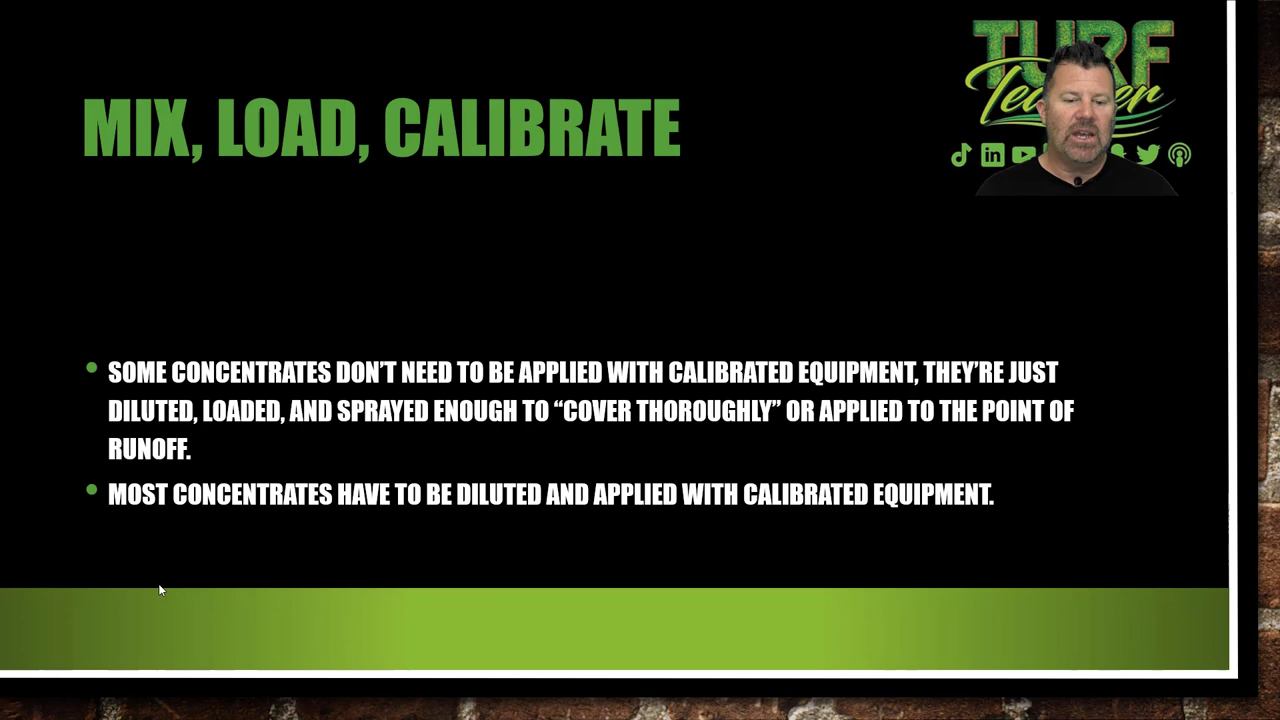 TURF
Teacher
MIX, LOAD, CALIBRATE
• SOME CONCENTRATES DON'T NEED TO BE APPLIED WITH CALIBRATED EQUIPMENT, THEY'RE JUST
DILUTED, LOADED, AND SPRAYED ENOUGH TO “COVER THOROUGHLY” OR APPLIED TO THE POINT OF
RUNOFF.
• MOST CONCENTRATES HAVE TO BE DILUTED AND APPLIED WITH CALIBRATED EQUIPMENT.